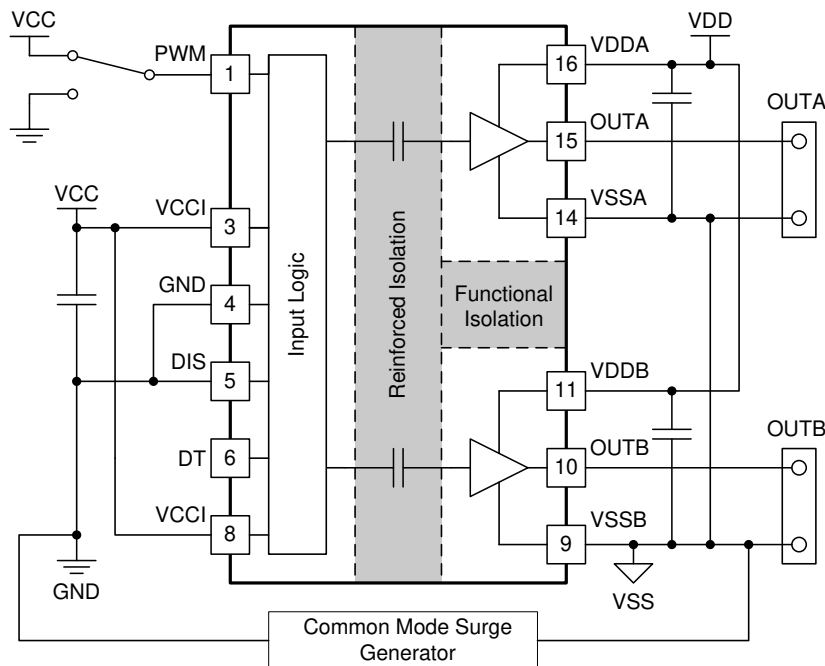 VCC
PWM
1
VDDA
VDD
16
OUTA
OUTA
15
VCC
VCCI
3
VSSA
14
GND
4
Input Logic
Reinforced Isolation
Functional
Isolation
DIS
5
VDDB
11
DT
6
OUTB
OUTB
10
VCCI
8
VSSB
9
GND
VSS
Common Mode Surge
Generator